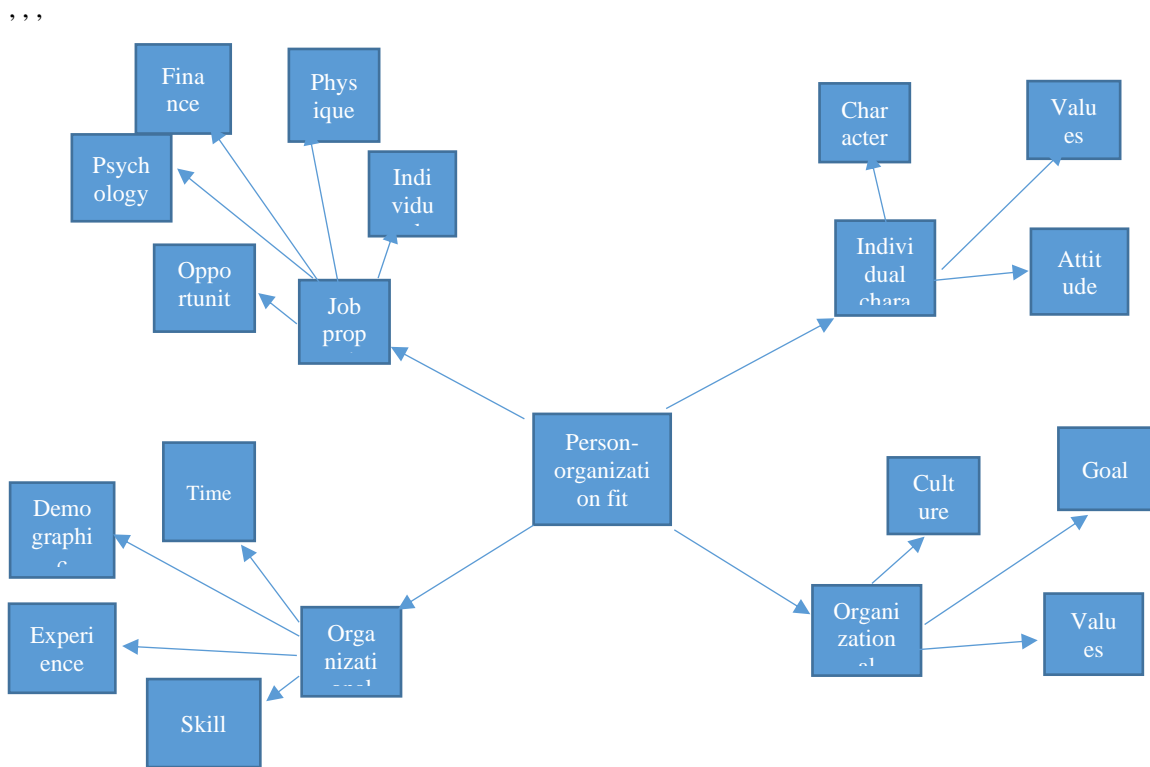 , , ,
Fina
nce
Phys
ique
Char
acter
Valu
es
Psych
ology
Indi
vidu
Indivi
dual
chara
Attit
ude
Oppo
rtunit
Job
prop
Person-
organizati
on fit
Cult
ure
Goal
Time
Demo
graphi
Organi
zation
al
Valu
es
Experi
ence
Orga
nizati
onal
Skill